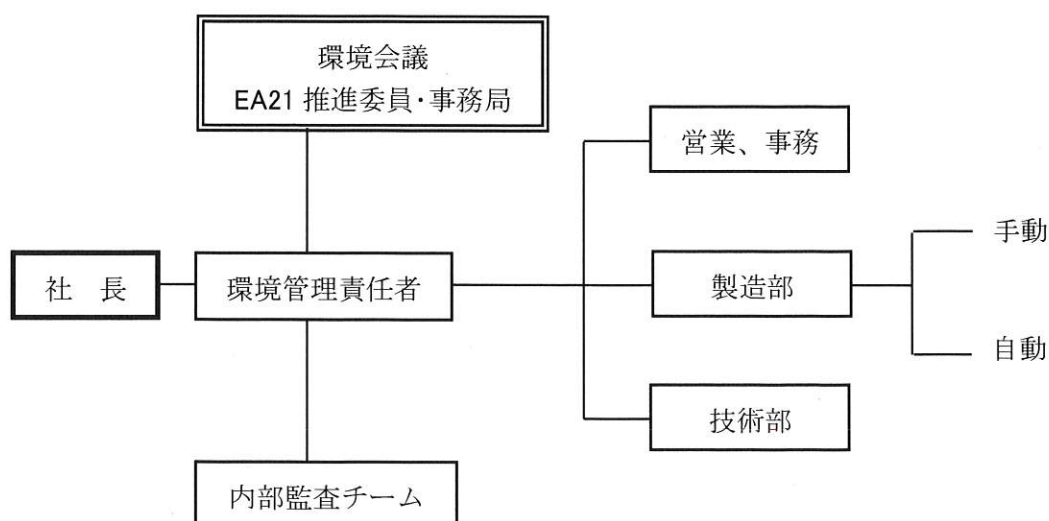 環境会議
EA21 推進委員・事務局
営業、事務
手動
社　長
環境管理責任者
製造部
自動
技術部
内部監査チーム